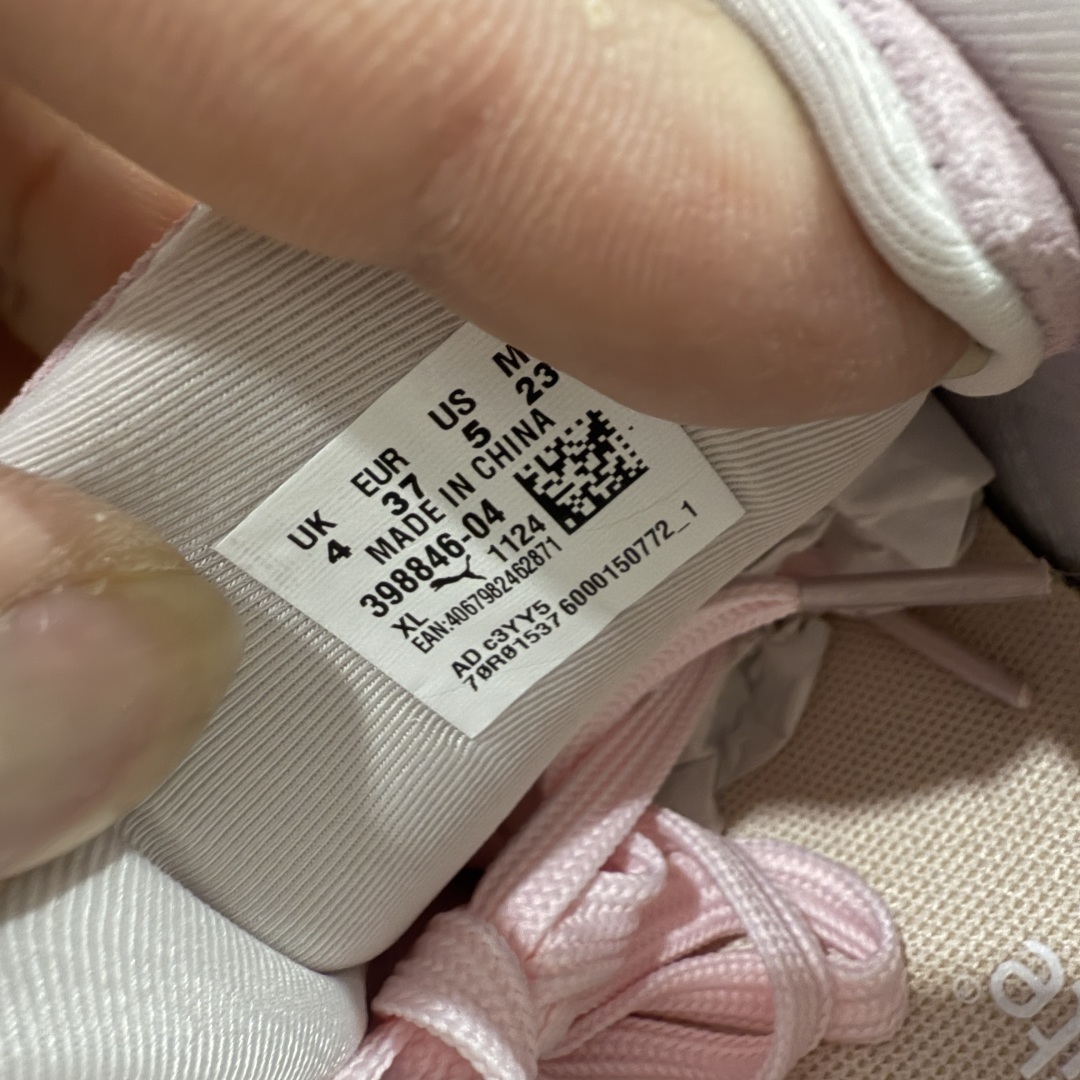 UK EUR US
4 37 5 23
MADE IN CHINA
398846-04
XL 1124
EAN:4067982462871
AD c3YY5
70R01537 6000150772_1